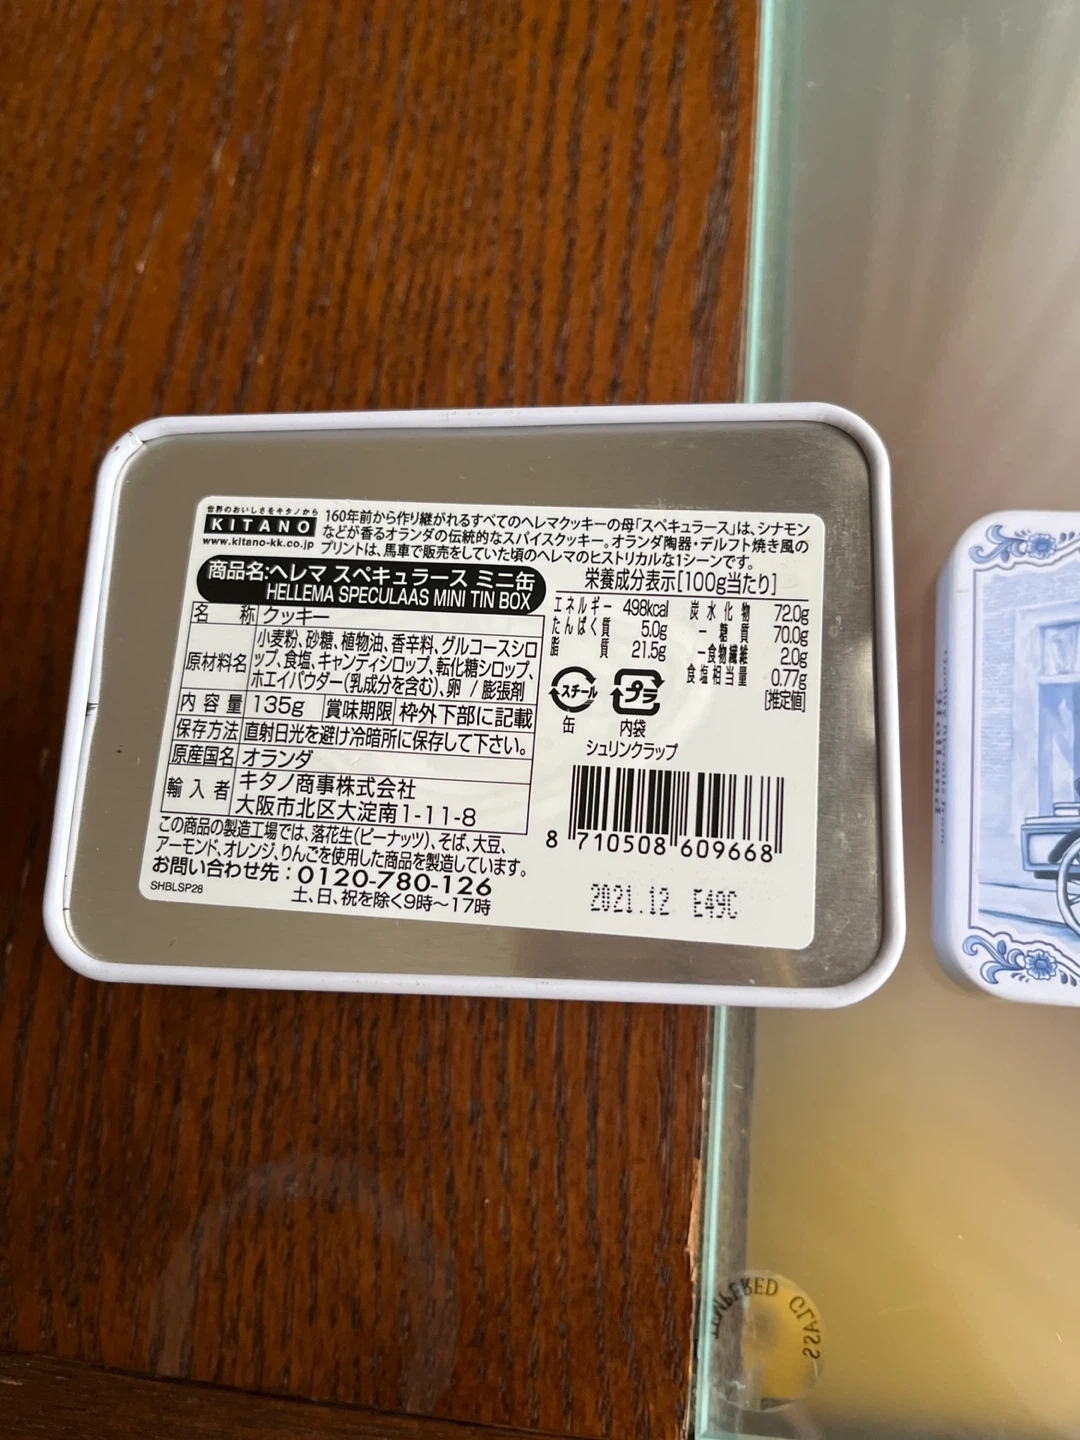 世界のおいしさをキタノから
KITANO
www.kitano-kk.co.jp
160年前から作り継がれるすべてのヘレマクッキーの母「スペキュラース」は、シナモン
などが香るオランダの伝統的なスパイスクッキー。オランダ陶器・デルフト焼き風の
プリントは、馬車で販売をしていた頃のヘレマのヒストリカルな1シーンです。
商品名:ヘレマ スペキュラース ミニ缶
HELLEMA SPECULAAS MINI TIN BOX
名 称 クッキー
原材料名 小麦粉、砂糖、植物油、香辛料、グルコースシロ
ップ、食塩、キャンディシロップ、転化糖シロップ、
ホエイパウダー(乳成分を含む)、卵 / 膨張剤
内容量 135g 賞味期限 枠外下部に記載
保存方法 直射日光を避け冷暗所に保存して下さい。
原産国名 オランダ
輸入者 キタノ商事株式会社
大阪市北区大淀南1-11-8
この商品の製造工場では、落花生(ピーナッツ)、そば、大豆、
アーモンド、オレンジ、りんごを使用した商品を製造しています。
お問い合わせ先:0120-780-126
SHBLSP28 土、日、祝を除く9時~17時
栄養成分表示[100g当たり]
エネルギー 498kcal 炭水化物 72.0g
たんぱく質 5.0g -糖質 70.0g
脂質 21.5g -食物繊維 2.0g
食塩相当量 0.77g
[推定値]
スチール プラ
缶 内袋
シュリンクラップ
8 710508 609668
2021.12 E49C
TEMPERED GLASS